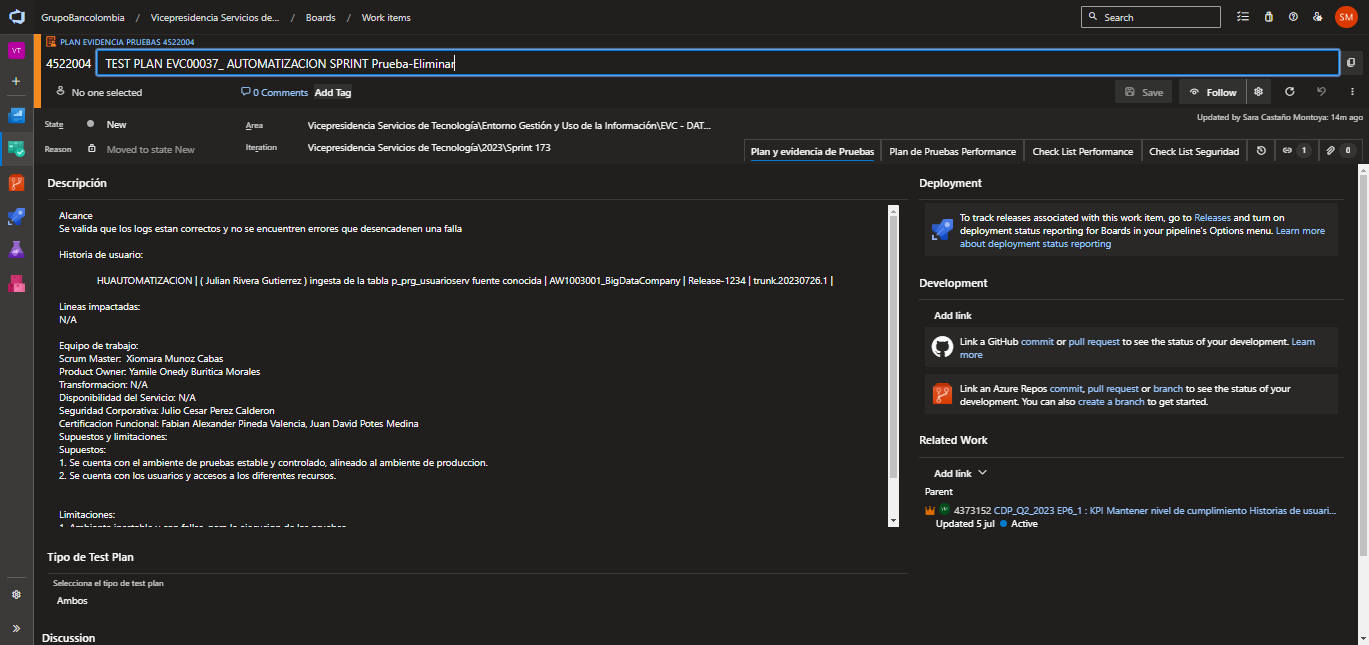 GrupoBancolombia / Vicepresidencia Servicios de... / Boards / Work items
Search
SM
VT
PLAN EVIDENCIA PRUEBAS 4522004
4522004 TEST PLAN EVC00037_ AUTOMATIZACION SPRINT Prueba-Eliminar
No one selected
0 Comments
Add Tag
Save
Follow
Updated by Sara Castaño Montoya: 14m ago
State
New
Area
Vicepresidencia Servicios de Tecnología\Entorno Gestión y Uso de la Información\EVC - DAT...
Reason
Moved to state New
Iteration
Vicepresidencia Servicios de Tecnología\2023\Sprint 173
Plan y evidencia de Pruebas
Plan de Pruebas Performance
Check List Performance
Check List Seguridad
1
0
Descripción
Alcance
Se valida que los logs estan correctos y no se encuentren errores que desencadenen una falla
Historia de usuario:
HUAUTOMATIZACION | ( Julian Rivera Gutierrez ) ingesta de la tabla p_prg_usuarioserv fuente conocida | AW1003001_BigDataCompany | Release-1234 | trunk.20230726.1 |
Lineas impactadas:
N/A
Equipo de trabajo:
Scrum Master: Xiomara Munoz Cabas
Product Owner: Yamile Onedy Buritica Morales
Transformacion: N/A
Disponibilidad del Servicio: N/A
Seguridad Corporativa: Julio Cesar Perez Calderon
Certificacion Funcional: Fabian Alexander Pineda Valencia, Juan David Potes Medina
Supuestos y limitaciones:
Supuestos:
1. Se cuenta con el ambiente de pruebas estable y controlado, alineado al ambiente de produccion.
2. Se cuenta con los usuarios y accesos a los diferentes recursos.
Limitaciones:
1. Ambiente inestable y con fallas, para la ejecucion de las pruebas.
Tipo de Test Plan
Selecciona el tipo de test plan
Ambos
Discussion
Deployment
To track releases associated with this work item, go to Releases and turn on
deployment status reporting for Boards in your pipeline's Options menu. Learn more
about deployment status reporting
Development
Add link
Link a GitHub commit or pull request to see the status of your development. Learn
more
Link an Azure Repos commit, pull request or branch to see the status of your
development. You can also create a branch to get started.
Related Work
Add link
Parent
4373152 CDP_Q2_2023 EP6_1 : KPI Mantener nivel de cumplimiento Historias de usuari...
Updated 5 jul
Active